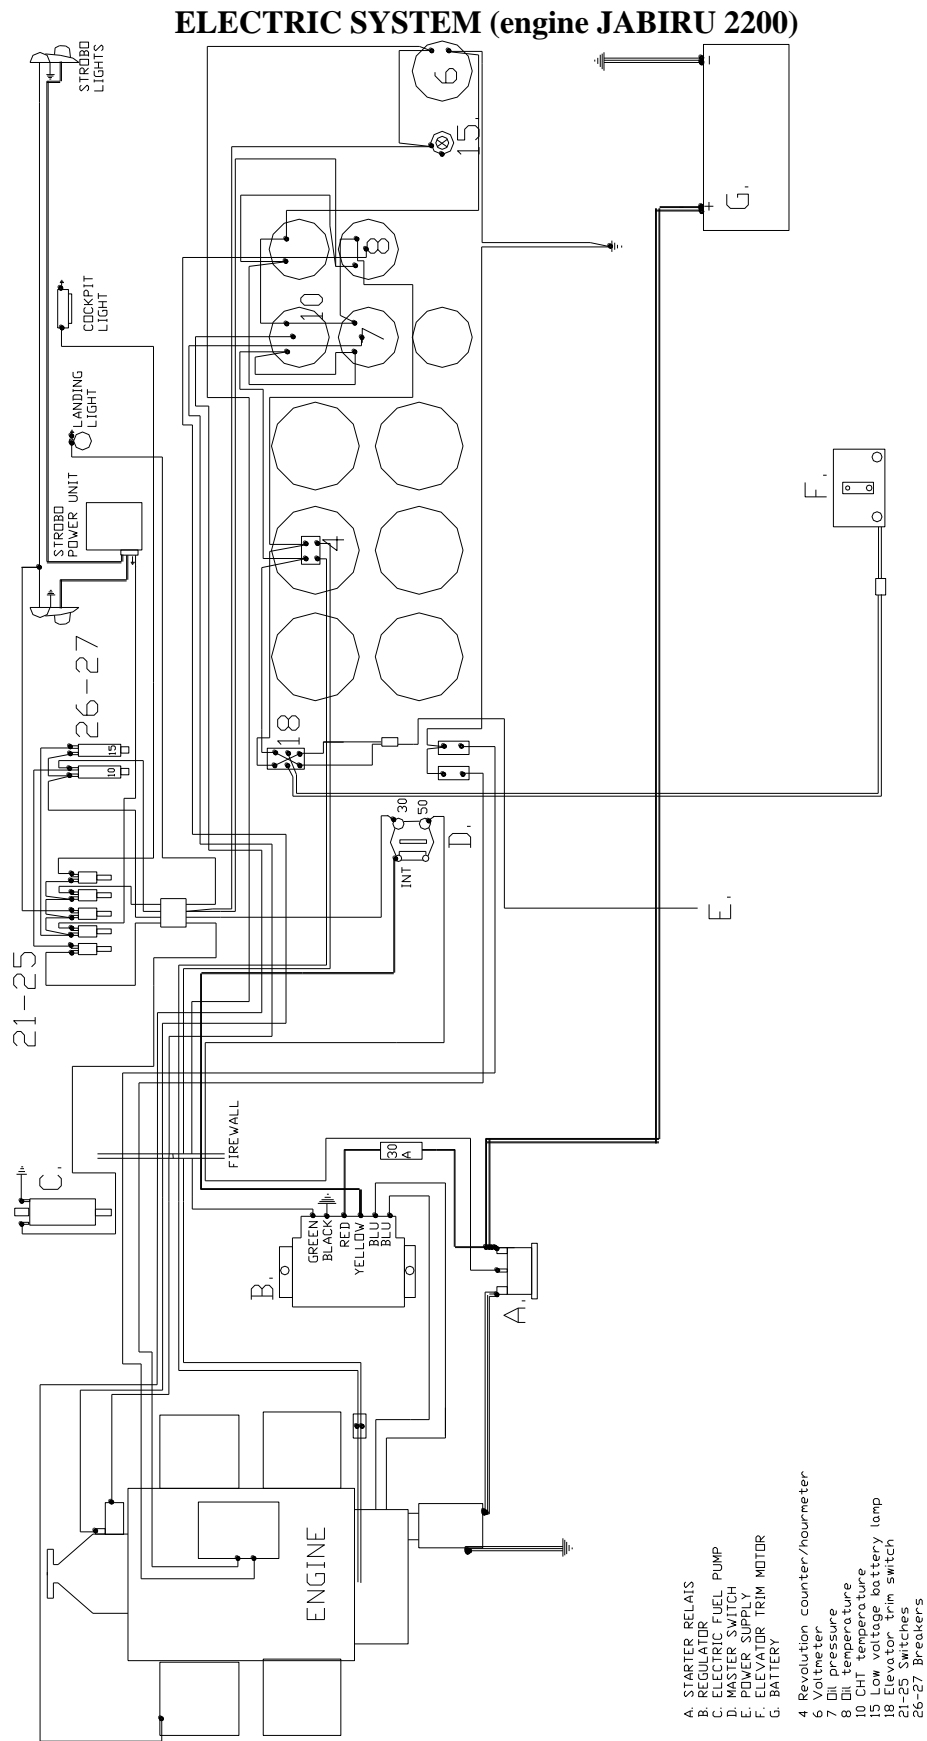 ELECTRIC SYSTEM (engine JABIRU 2200)
STROBO
LIGHTS
6
15.
-
G.
+
8
COCKPIT
LIGHT
10
7
LANDING
LIGHT
STROBO
POWER UNIT
F.
4
26-27
18
15
10
30
50
D.
INT
E.
21-25
FIREWALL
30
A
C.
GREEN
BLACK
RED
YELLOW
BLU
BLU
B.
A.
ENGINE
A. STARTER RELAIS
B. REGULATOR
C. ELECTRIC FUEL PUMP
D. MASTER SWITCH
E. POWER SUPPLY
F. ELEVATOR TRIM MOTOR
G. BATTERY
4 Revolution counter/hourmeter
6 Voltmeter
7 Oil pressure
8 Oil temperature
10 CHT temperature
15 Low voltage battery lamp
18 Elevator trim switch
21-25 Switches
26-27 Breakers